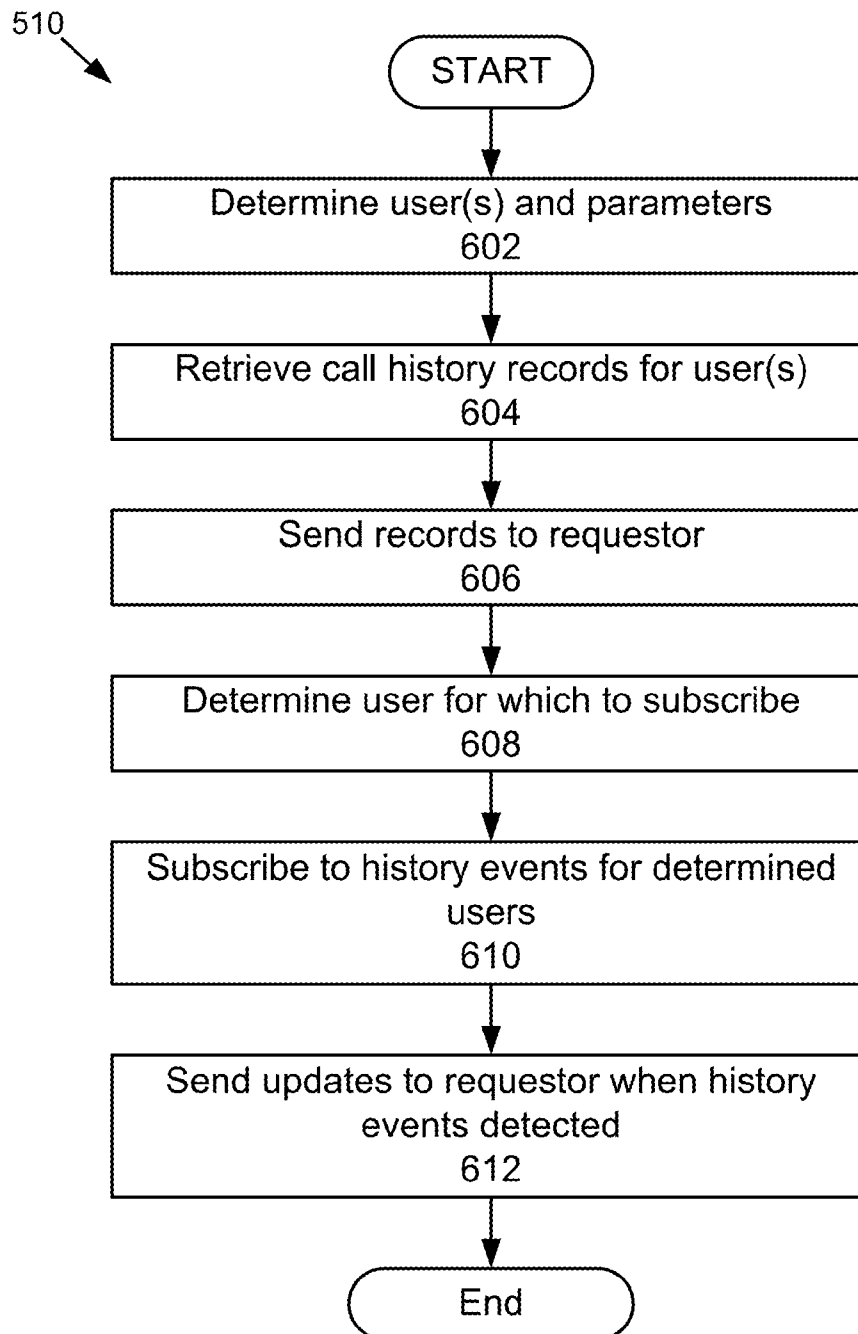 510
START
Determine user(s) and parameters
602
Retrieve call history records for user(s)
604
Send records to requestor
606
Determine user for which to subscribe
608
Subscribe to history events for determined
users
610
Send updates to requestor when history
events detected
612
End